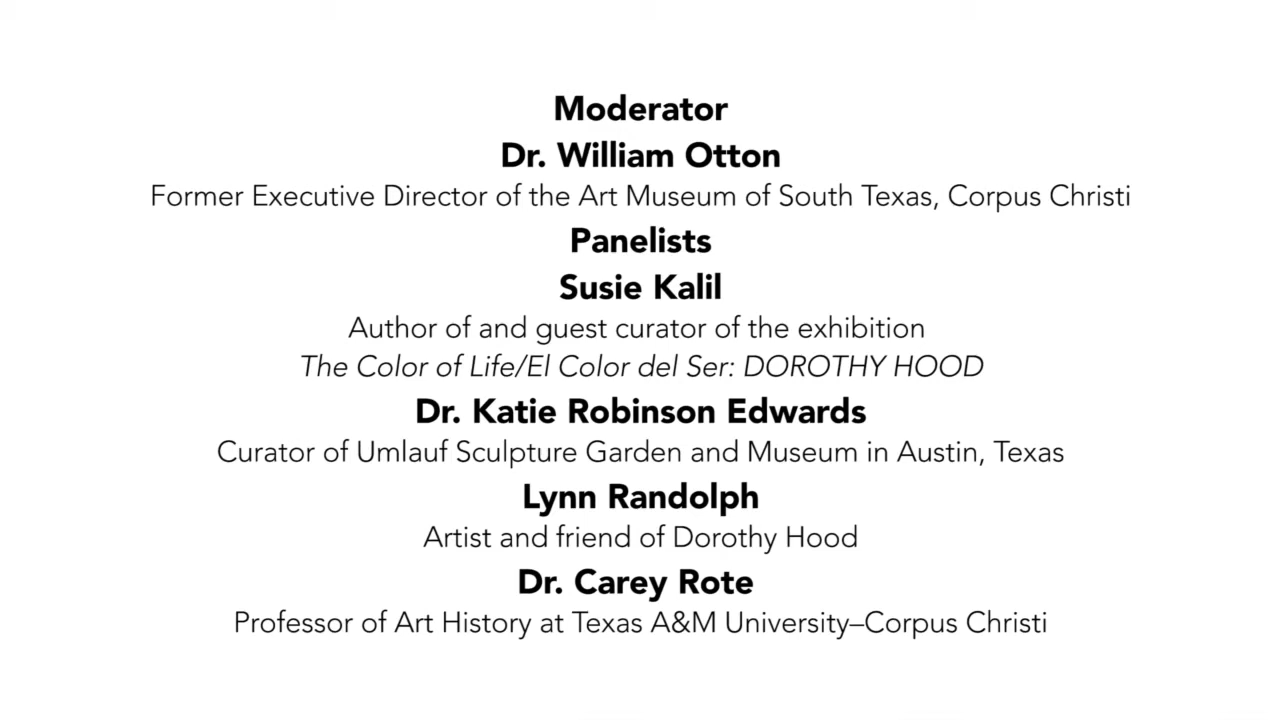 Moderator
Dr. William Otton
Former Executive Director of the Art Museum of South Texas, Corpus Christi
Panelists
Susie Kalil
Author of and guest curator of the exhibition
The Color of Life/El Color del Ser: DOROTHY HOOD
Dr. Katie Robinson Edwards
Curator of Umlauf Sculpture Garden and Museum in Austin, Texas
Lynn Randolph
Artist and friend of Dorothy Hood
Dr. Carey Rote
Professor of Art History at Texas A&M University–Corpus Christi